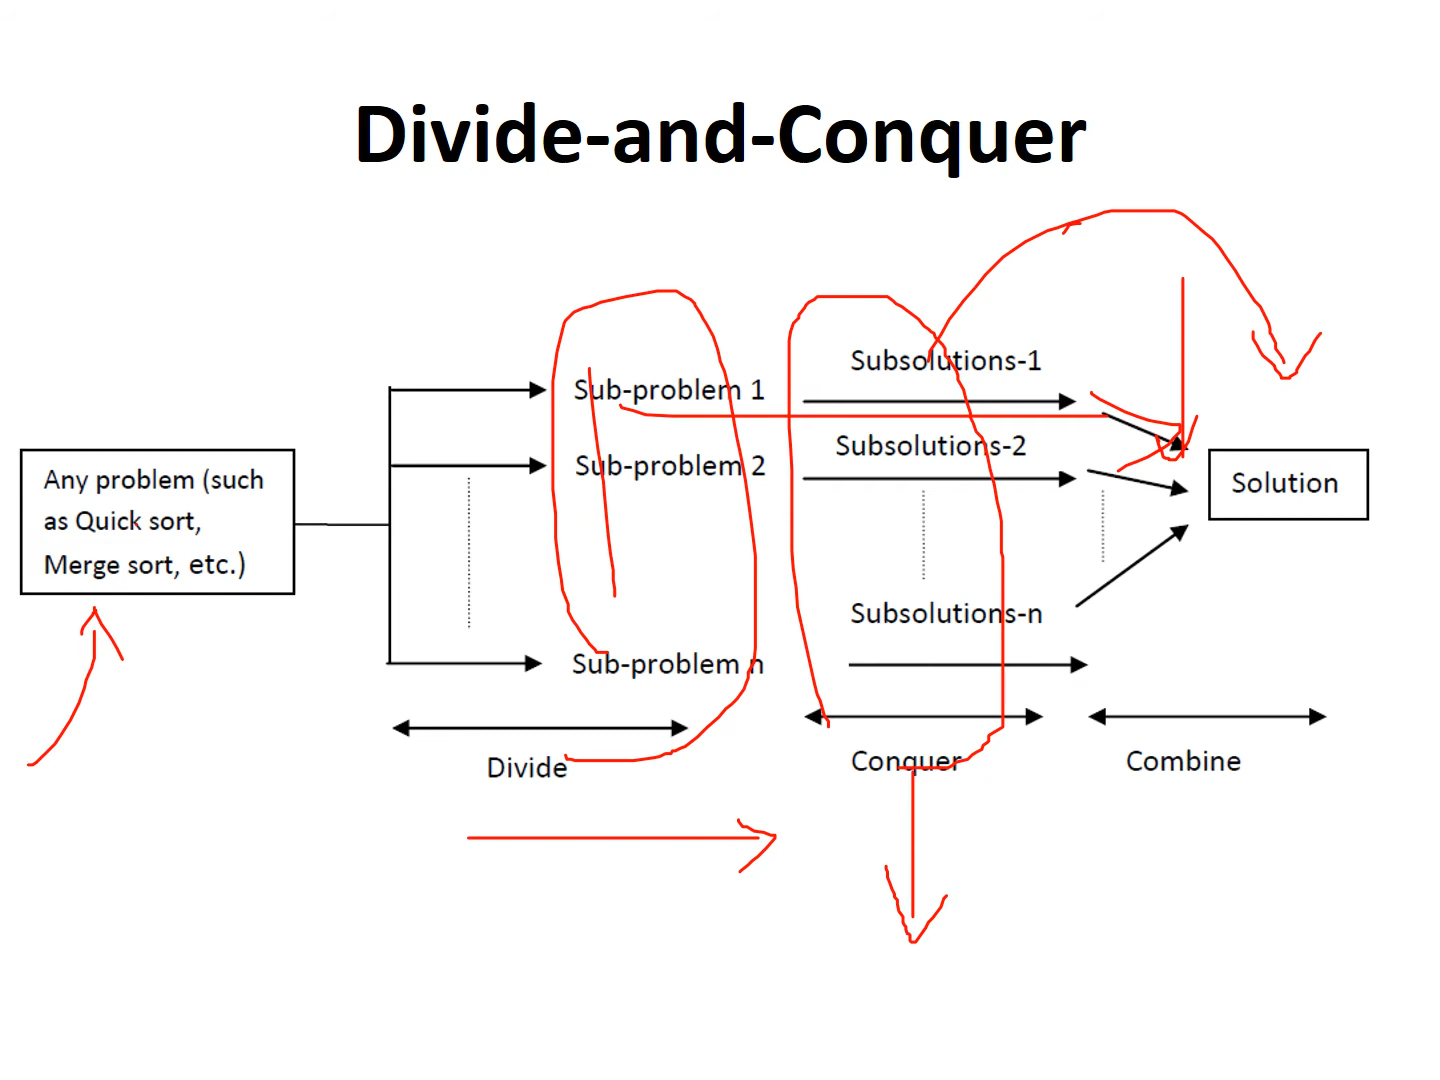 Divide-and-Conquer
Any problem (such
as Quick sort,
Merge sort, etc.)
Sub-problem 1
Sub-problem 2
Sub-problem n
Subsolutions-1
Subsolutions-2
Subsolutions-n
Solution
Divide
Conquer
Combine